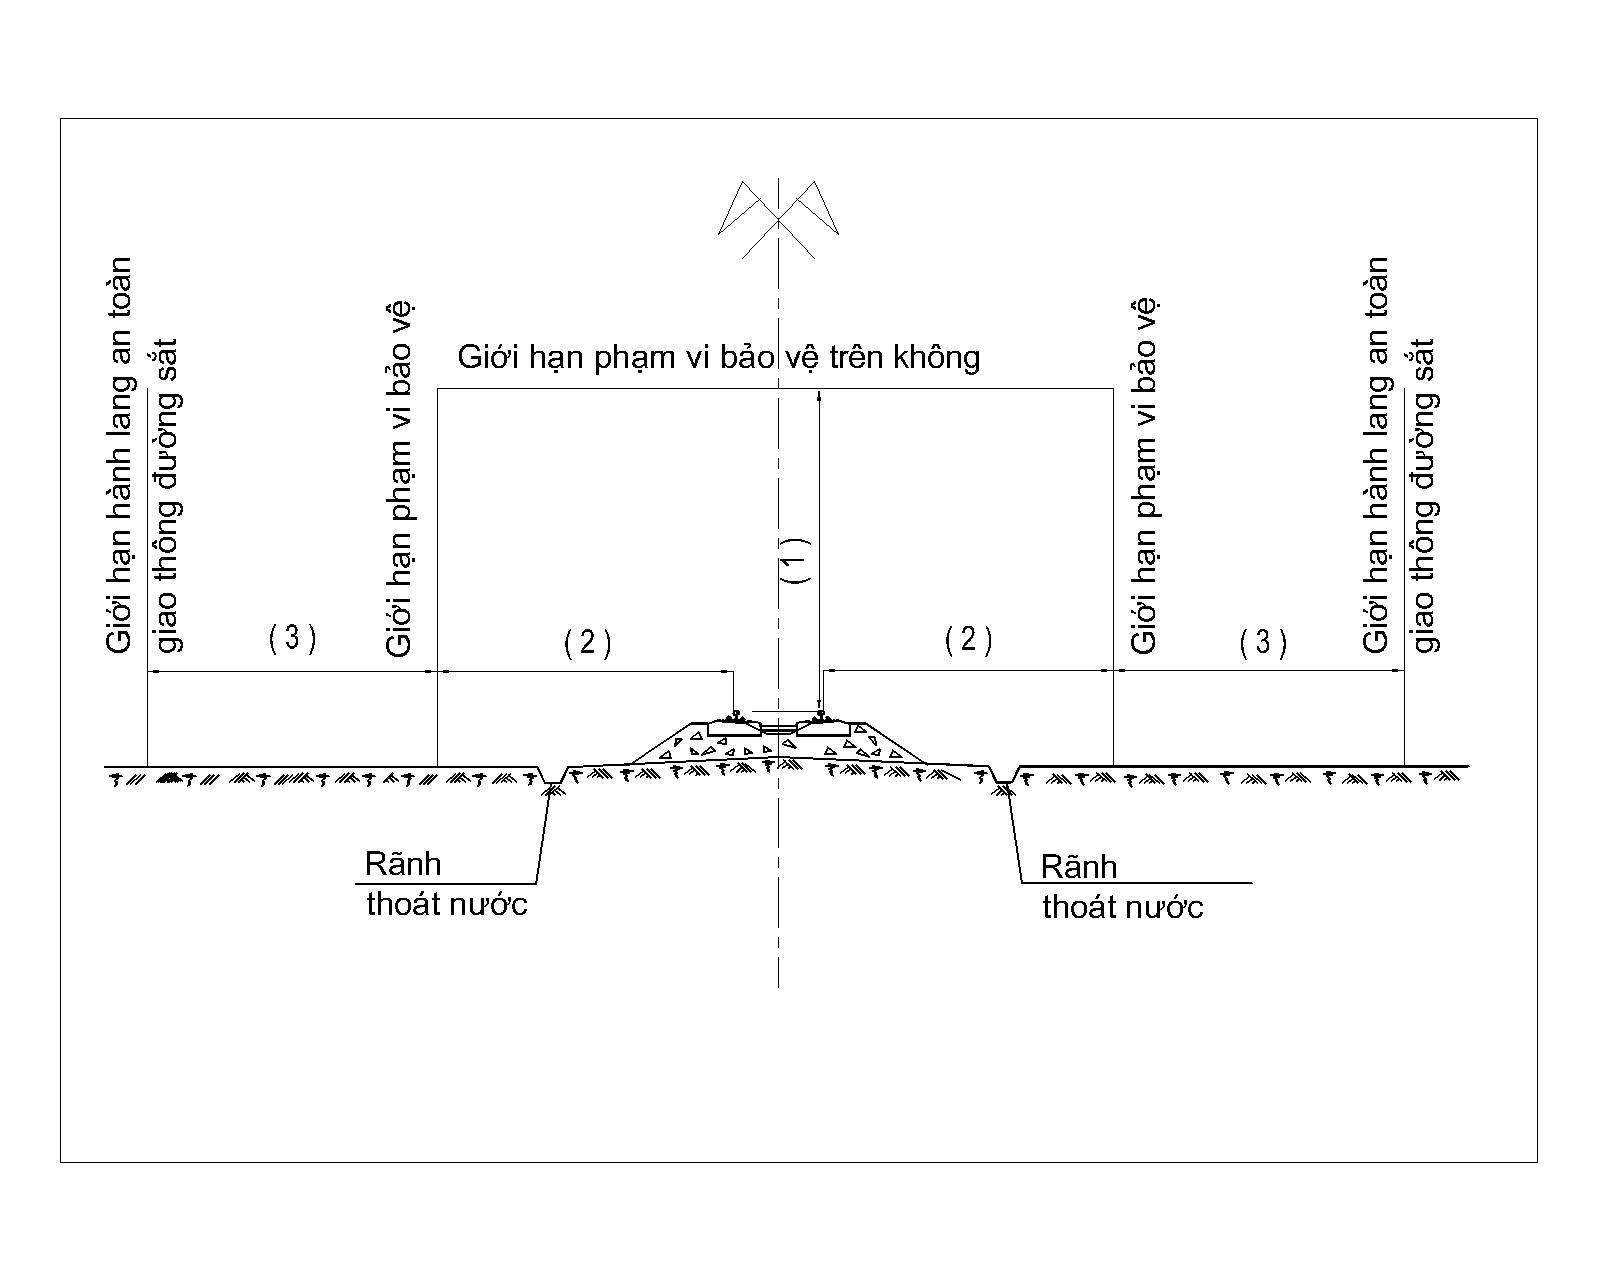 Giới hạn hành lang an toàn
giao thông đường sắt
Giới hạn phạm vi bảo vệ
Giới hạn phạm vi bảo vệ trên không
Giới hạn phạm vi bảo vệ
Giới hạn hành lang an toàn
giao thông đường sắt
( 1 )
( 3 )
( 2 )
( 2 )
( 3 )
Rãnh
thoát nước
Rãnh
thoát nước